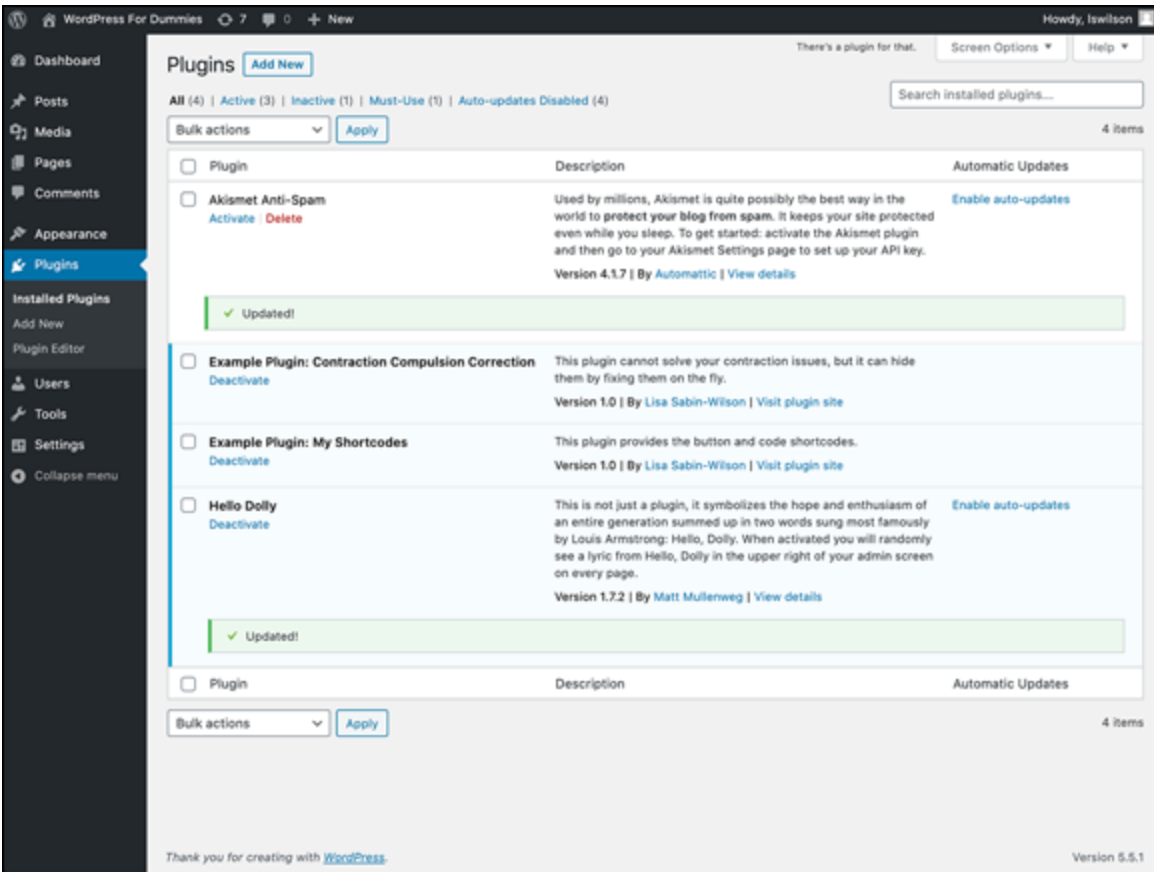 WordPress For Dummies 7 0 + New Howdy, lswilson
Dashboard
Posts
Media
Pages
Comments
Appearance
Plugins
Installed Plugins
Add New
Plugin Editor
Users
Tools
Settings
Collapse menu
There's a plugin for that. Screen Options ▼ Help ▼
Plugins Add New
All (4) | Active (3) | Inactive (1) | Must-Use (1) | Auto-updates Disabled (4)
Search installed plugins...
Bulk actions Apply 4 items
Plugin Description Automatic Updates
Akismet Anti-Spam
Activate | Delete
Used by millions, Akismet is quite possibly the best way in the
world to protect your blog from spam. It keeps your site protected
even while you sleep. To get started: activate the Akismet plugin
and then go to your Akismet Settings page to set up your API key.
Version 4.1.7 | By Automattic | View details
Enable auto-updates
✓ Updated!
Example Plugin: Contraction Compulsion Correction
Deactivate
This plugin cannot solve your contraction issues, but it can hide
them by fixing them on the fly.
Version 1.0 | By Lisa Sabin-Wilson | Visit plugin site
Example Plugin: My Shortcodes
Deactivate
This plugin provides the button and code shortcodes.
Version 1.0 | By Lisa Sabin-Wilson | Visit plugin site
Hello Dolly
Deactivate
This is not just a plugin, it symbolizes the hope and enthusiasm of
an entire generation summed up in two words sung most famously
by Louis Armstrong: Hello, Dolly. When activated you will randomly
see a lyric from Hello, Dolly in the upper right of your admin screen
on every page.
Version 1.7.2 | By Matt Mullenweg | View details
Enable auto-updates
✓ Updated!
Plugin Description Automatic Updates
Bulk actions Apply 4 items
Thank you for creating with WordPress. Version 5.5.1